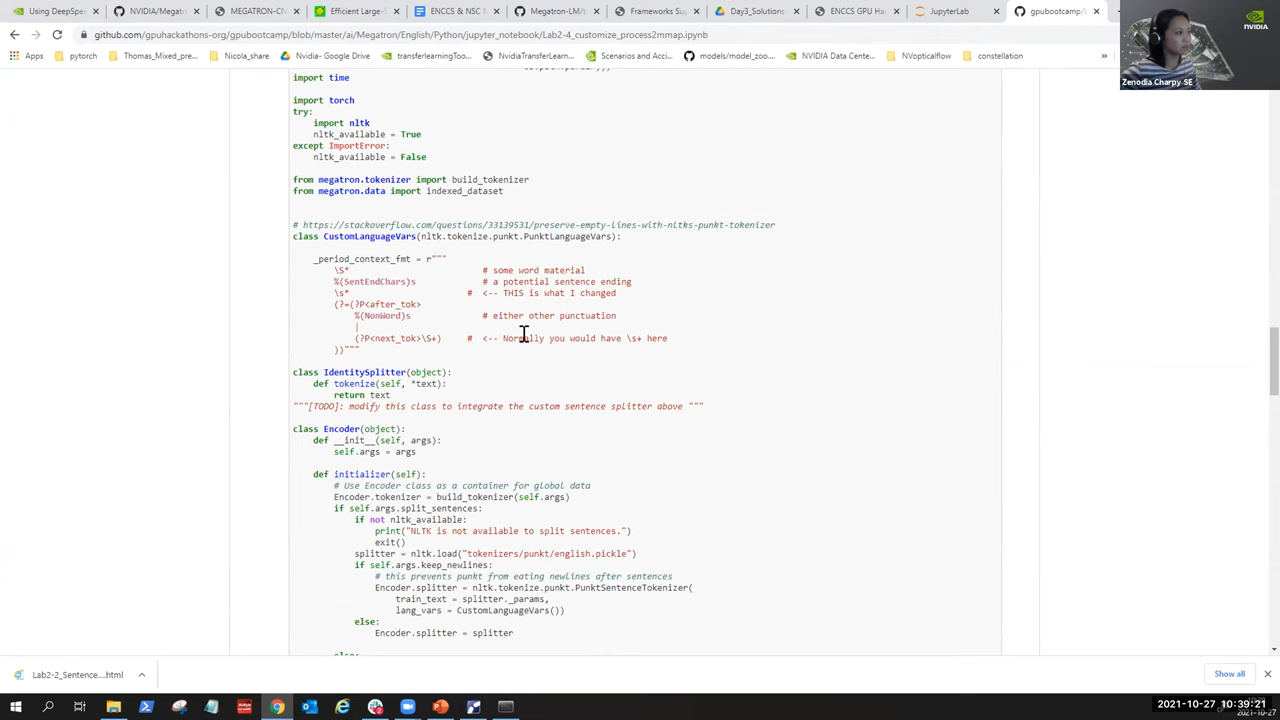 Using DeepSpe
NVIDIA/Megatr
MEGATRON-CN
Efficient Large-S
ENCCS & NSC
Megatron-LM/t
Frameworks Su
Day3_Solutions
ENCCS GPU Ha
JupyterLab
gpubootcamp/L
github.com/gpuhackathons-org/gpubootcamp/blob/master/ai/Megatron/English/Python/jupyter_notebook/Lab2-4_customize_process2mmap.ipynb
pytorch
Thomas_Mixed_pre...
Nicola_share
Nvidia- Google Drive
transferlearningToo...
NvidiaTransferLearn...
Scenarios and Acci...
models/model_zoo...
NVIDIA Data Cente...
NVopticalflow
constellation
»
NVIDIA
Zenodia Charpy SE
import time
import torch
try:
import nltk
nltk_available = True
except ImportError:
nltk_available = False
from megatron.tokenizer import build_tokenizer
from megatron.data import indexed_dataset
# https://stackoverflow.com/questions/33139531/preserve-empty-lines-with-nltks-punkt-tokenizer
class CustomLanguageVars(nltk.tokenize.punkt.PunktLanguageVars):
_period_context_fmt = r"""
\S* # some word material
%(SentEndChars)s # a potential sentence ending
\s* # <-- THIS is what I changed
(?=(?P<after_tok>
%(NonWord)s # either other punctuation
|
(?P<next_tok>\S+) # <-- Normally you would have \s+ here
))"""
class IdentitySplitter(object):
def tokenize(self, *text):
return text
"""[TODO]: modify this class to integrate the custom sentence splitter above """
class Encoder(object):
def __init__(self, args):
self.args = args
def initializer(self):
# Use Encoder class as a container for global data
Encoder.tokenizer = build_tokenizer(self.args)
if self.args.split_sentences:
if not nltk_available:
print("NLTK is not available to split sentences.")
exit()
splitter = nltk.load("tokenizers/punkt/english.pickle")
if self.args.keep_newlines:
# this prevents punkt from eating newlines after sentences
Encoder.splitter = nltk.tokenize.punkt.PunktSentenceTokenizer(
train_text = splitter._params,
lang_vars = CustomLanguageVars())
else:
Encoder.splitter = splitter
else:
Lab2-2_Sentence....html
Show all
2021-10-27 10:39:21
2021-10-27